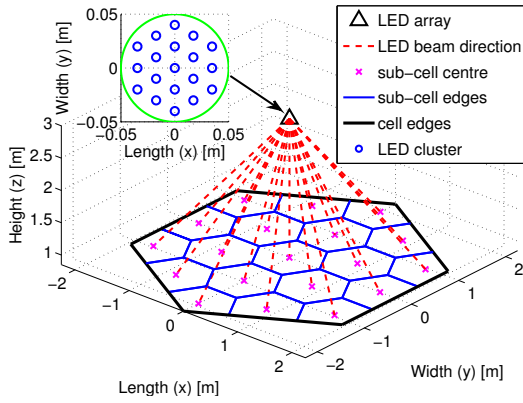 0.05
0
−0.05
Width (y) [m]
−0.05 0 0.05
Length (x) [m]
LED array
LED beam direction
sub-cell centre
sub-cell edges
cell edges
LED cluster
3
2.5
2
1.5
1
Height (z) [m]
−2 −1 0 1 2
Length (x) [m]
−2 −1 0 1 2
Width (y) [m]